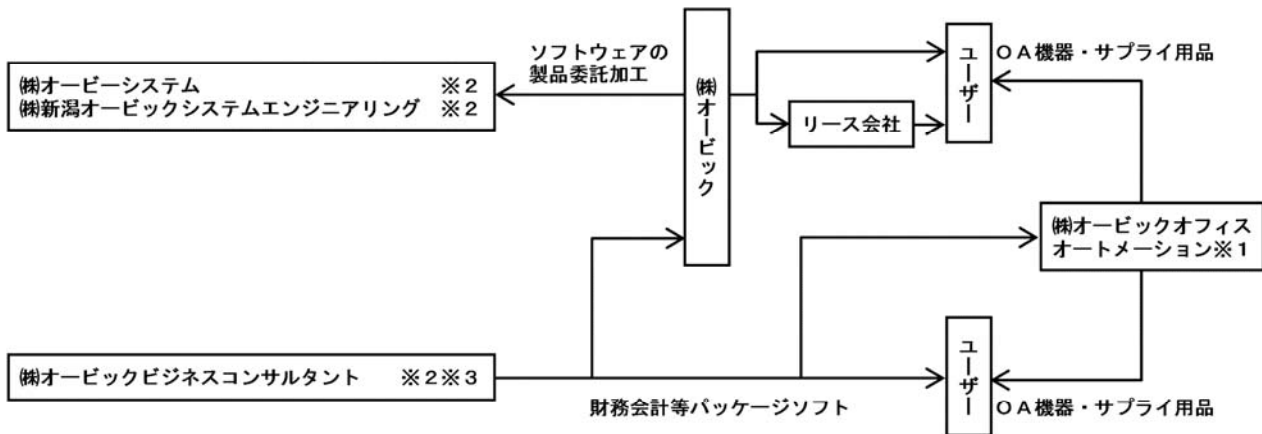 ソフトウェアの
製品委託加工
㈱オービーシステム ※2
㈱新潟オービックシステムエンジニアリング ※2
㈱オービック
リース会社
ユーザー
OA機器・サプライ用品
㈱オービックオフィス
オートメーション※1
㈱オービックビジネスコンサルタント ※2※3
財務会計等パッケージソフト
ユーザー
OA機器・サプライ用品